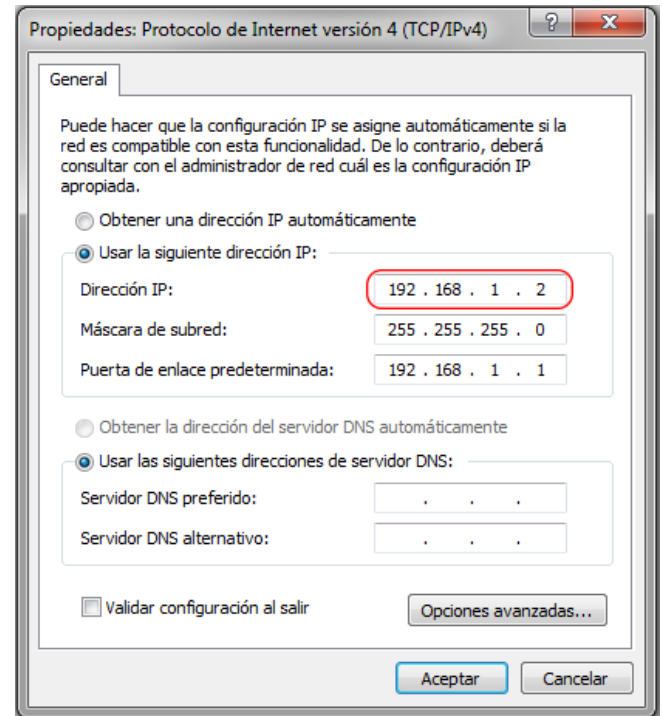 Propiedades: Protocolo de Internet versión 4 (TCP/IPv4)
General
Puede hacer que la configuración IP se asigne automáticamente si la
red es compatible con esta funcionalidad. De lo contrario, deberá
consultar con el administrador de red cuál es la configuración IP
apropiada.
Obtener una dirección IP automáticamente
Usar la siguiente dirección IP:
Dirección IP: 192 . 168 . 1 . 2
Máscara de subred: 255 . 255 . 255 . 0
Puerta de enlace predeterminada: 192 . 168 . 1 . 1
Obtener la dirección del servidor DNS automáticamente
Usar las siguientes direcciones de servidor DNS:
Servidor DNS preferido: . . .
Servidor DNS alternativo: . . .
Validar configuración al salir
Opciones avanzadas...
Aceptar Cancelar